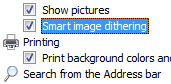 Show pictures
Smart image dithering
Printing
Print background colors and
Search from the Address bar